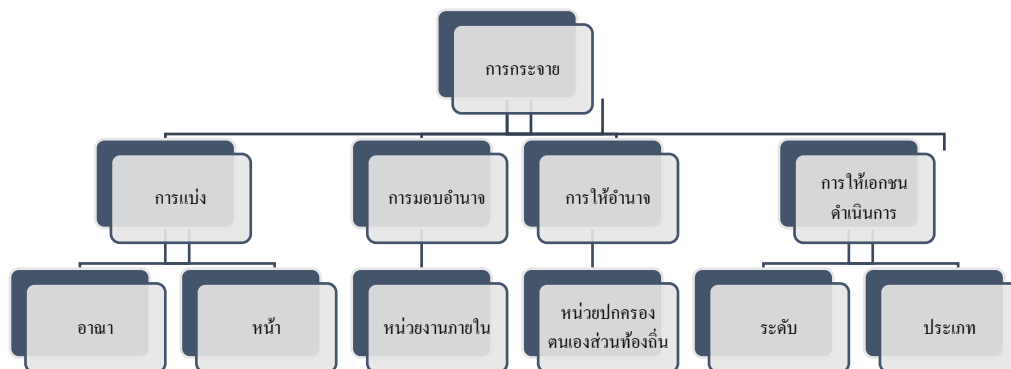 การกระจาย
การแบ่ง
การมอบอำนาจ
การให้อำนาจ
การให้เอกชน
ดำเนินการ
อาณา
หน้า
หน่วยงานภายใน
หน่วยปกครอง
ตนเองส่วนท้องถิ่น
ระดับ
ประเภท